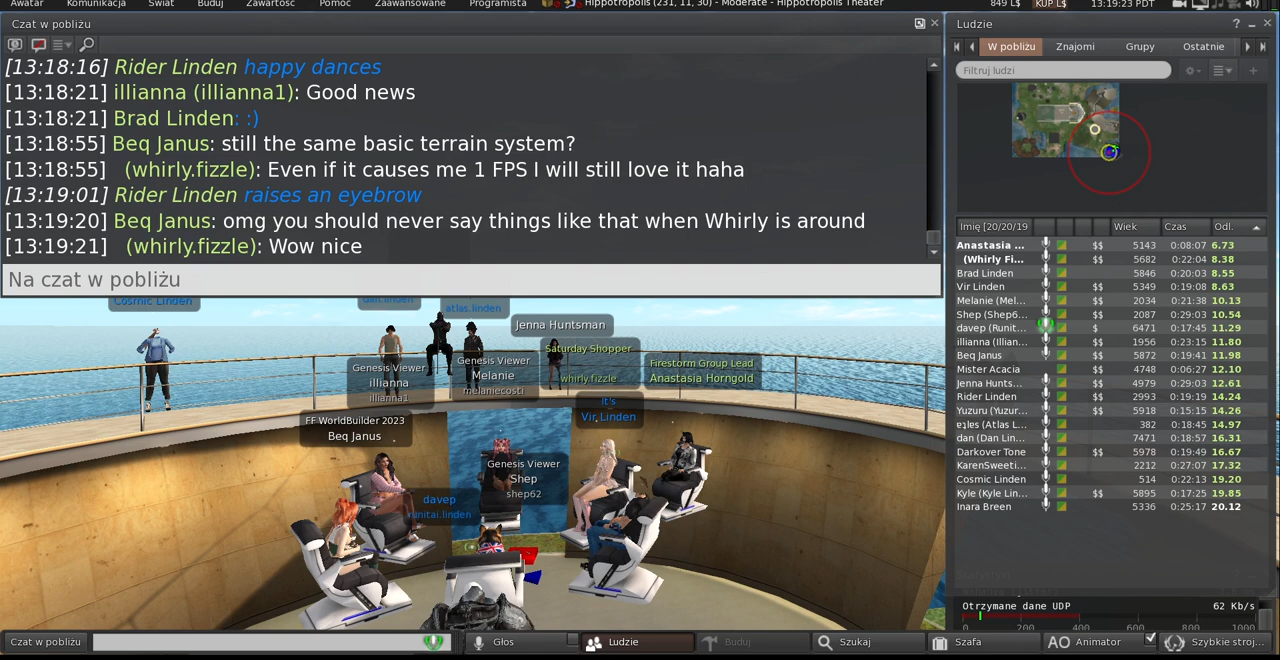 Awatar Komunikacja Świat Buduj Zawartość Pomoc Zaawansowane Programista Hippotropolis (231, 11, 30) - Moderate - Hippotropolis Theater 849 L$ KUP L$ 13:19:23 PDT
Czat w pobliżu
[13:18:16] Rider Linden happy dances
[13:18:21] illianna (illianna1): Good news
[13:18:21] Brad Linden: :)
[13:18:55] Beq Janus: still the same basic terrain system?
[13:18:55] (whirly.fizzle): Even if it causes me 1 FPS I will still love it haha
[13:19:01] Rider Linden raises an eyebrow
[13:19:20] Beq Janus: omg you should never say things like that when Whirly is around
[13:19:21] (whirly.fizzle): Wow nice
Na czat w pobliżu
Cosmic Linden
dan.linden
atlas.linden
Jenna Huntsman
Saturday Shopper
whirly.fizzle
Firestorm Group Lead
Anastasia Horngold
Genesis Viewer
illianna
illianna1
Genesis Viewer
Melanie
melaniecosti
It's
Vir Linden
FF WorldBuilder 2023
Beq Janus
Genesis Viewer
Shep
shep62
davep
runitai.linden
Ludzie
W pobliżu Znajomi Grupy Ostatnie
Filtruj ludzi
Imię [20/20/19 Wiek Czas Odl.
Anastasia ... $$ 5143 0:08:07 6.73
(Whirly Fi... $$ 5682 0:22:04 8.38
Brad Linden 5846 0:20:03 8.55
Vir Linden $$ 5349 0:19:08 8.63
Melanie (Mel... $$ 2034 0:21:38 10.13
Shep (Shep6... $$ 2087 0:29:03 10.54
davep (Runit... $ 6471 0:17:45 11.29
illianna (Illian... $$ 1956 0:23:15 11.80
Beq Janus $$ 5872 0:19:41 11.98
Mister Acacia $$ 4748 0:06:27 12.10
Jenna Hunts... $$ 4979 0:29:03 12.61
Rider Linden $$ 2993 0:19:19 14.24
Yuzuru (Yuzur... $$ 5918 0:15:15 14.26
(Atlas L... 382 0:18:45 14.97
dan (Dan Lin... 7471 0:18:57 16.31
Darkover Tone $$ 5978 0:19:49 16.67
KarenSweeti... 2212 0:27:07 17.32
Cosmic Linden 514 0:22:13 19.20
Kyle (Kyle Lin... $$ 5895 0:17:25 19.85
Inara Breen 5336 0:25:17 20.12
Otrzymane dane UDP 62 Kb/s
0 200 400 600 800 1000
Czat w pobliżu Głos Ludzie Buduj Szukaj Szafa AO Animator Szybkie stroj...